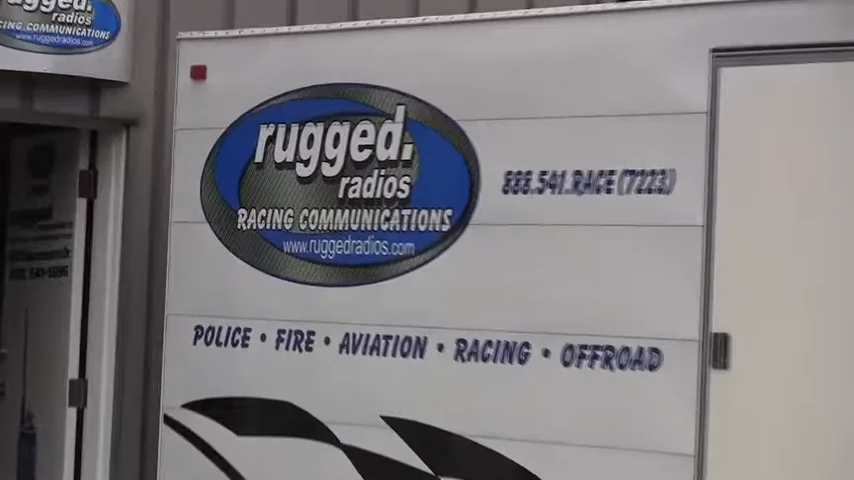 rugged
radios
RACING COMMUNICATIONS
www.ruggedradios.com
rugged.
radios
RACING COMMUNICATIONS
www.ruggedradios.com
888.541.RACE (7223)
POLICE • FIRE • AVIATION • RACING • OFFROAD